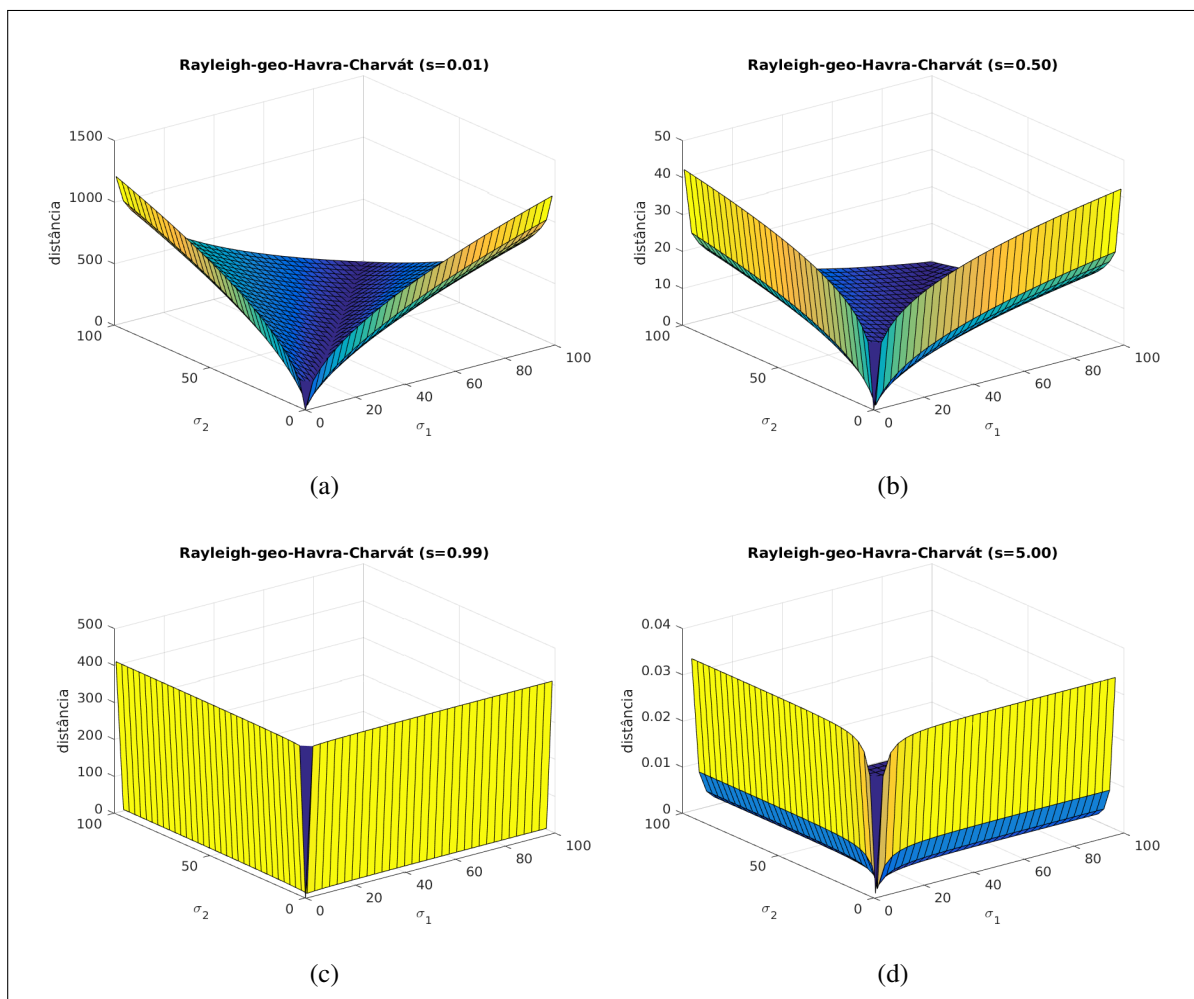 Rayleigh-geo-Havra-Charvát (s=0.01)
1500
1000
500
0
distância
100
50
0
σ2
0
20
40
60
80
100
σ1
(a)
Rayleigh-geo-Havra-Charvát (s=0.50)
50
40
30
20
10
0
distância
100
50
0
σ2
0
20
40
60
80
100
σ1
(b)
Rayleigh-geo-Havra-Charvát (s=0.99)
500
400
300
200
100
0
distância
100
50
0
σ2
0
20
40
60
80
100
σ1
(c)
Rayleigh-geo-Havra-Charvát (s=5.00)
0.04
0.03
0.02
0.01
0
distância
100
50
0
σ2
0
20
40
60
80
100
σ1
(d)